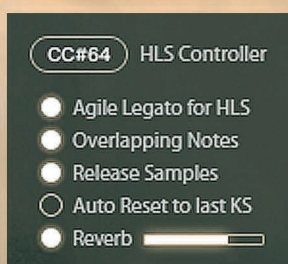 CC#64 HLS Controller
Agile Legato for HLS
Overlapping Notes
Release Samples
Auto Reset to last KS
Reverb